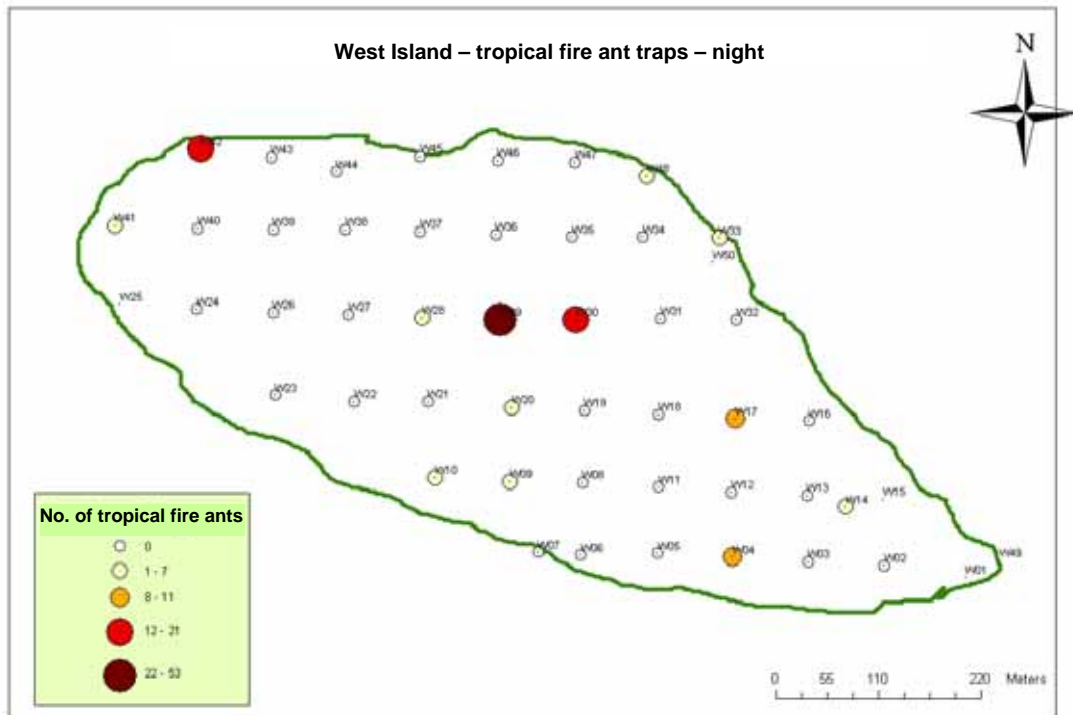 West Island – tropical fire ant traps – night
N
W43
W44
W45
W46
W47
W48
W41
W40
W39
W38
W37
W36
W35
W34
W33
W50
W25
W24
W26
W27
W28
W31
W32
W23
W22
W21
W20
W19
W18
W17
W16
W10
W09
W08
W11
W12
W13
W14
W15
W07
W06
W05
W04
W03
W02
W01
W49
No. of tropical fire ants
0
1 - 7
8 - 11
12 - 21
22 - 53
0 55 110 220 Meters